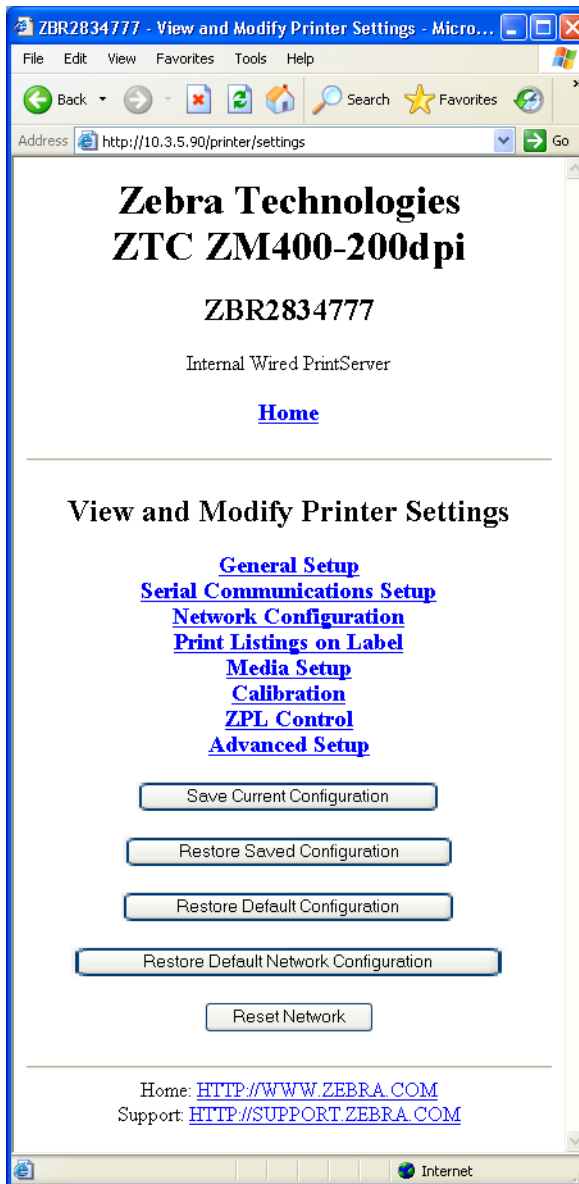 ZBR2834777 - View and Modify Printer Settings - Micro...
File Edit View Favorites Tools Help
Back Search Favorites »
Address http://10.3.5.90/printer/settings Go
Zebra Technologies
ZTC ZM400-200dpi
ZBR2834777
Internal Wired PrintServer
Home
View and Modify Printer Settings
General Setup
Serial Communications Setup
Network Configuration
Print Listings on Label
Media Setup
Calibration
ZPL Control
Advanced Setup
Save Current Configuration
Restore Saved Configuration
Restore Default Configuration
Restore Default Network Configuration
Reset Network
Home: HTTP://WWW.ZEBRA.COM
Support: HTTP://SUPPORT.ZEBRA.COM
Internet